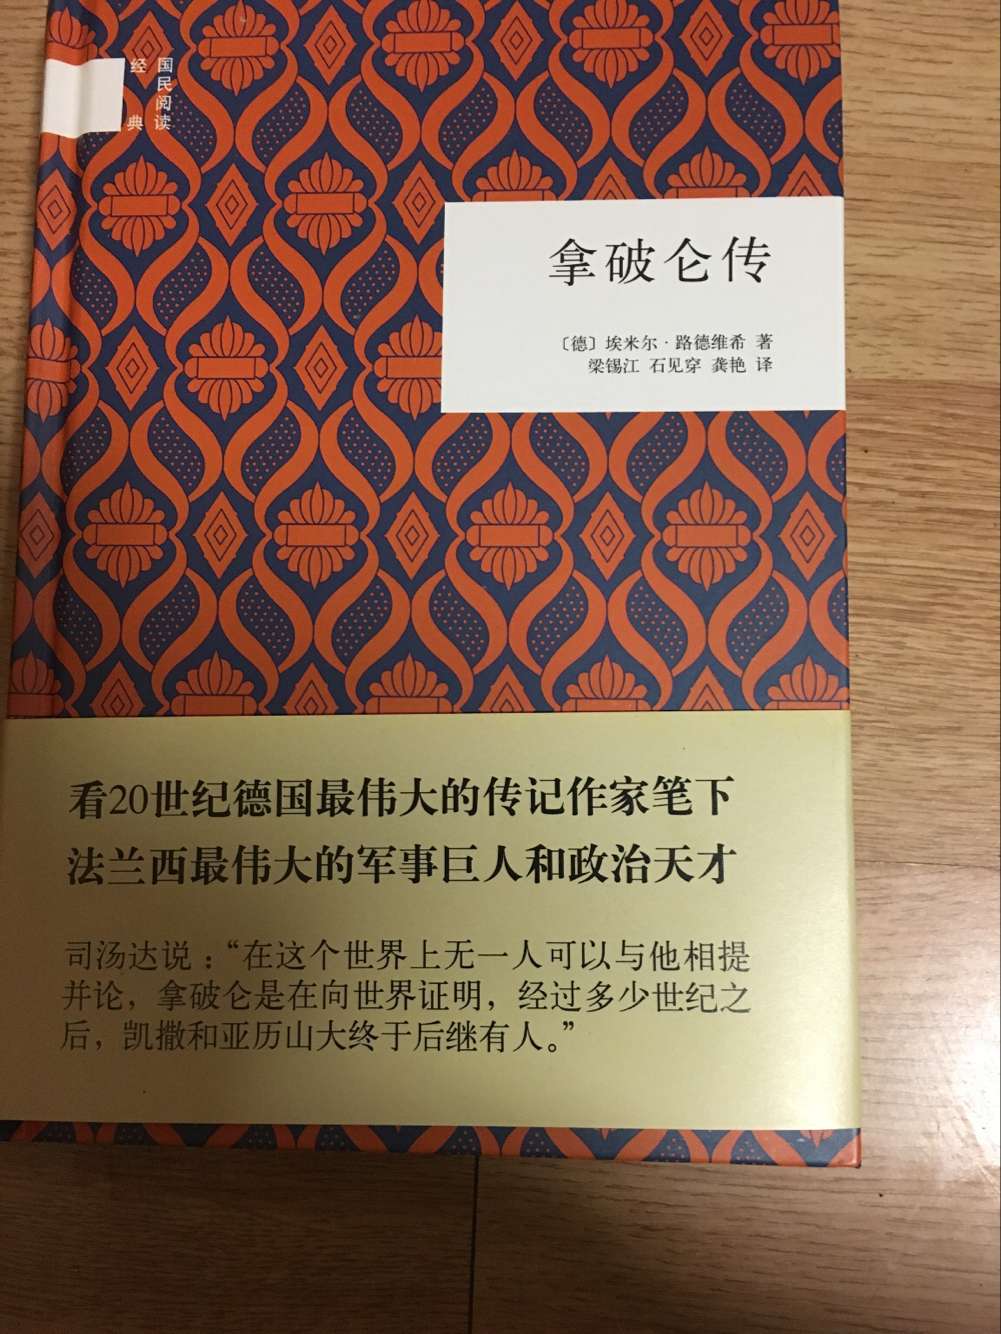 国民阅读
经典
拿破仑传
〔德〕埃米尔·路德维希 著
梁锡江 石见穿 龚艳 译
看20世纪德国最伟大的传记作家笔下
法兰西最伟大的军事巨人和政治天才
司汤达说：“在这个世界上无一人可以与他相提
并论，拿破仑是在向世界证明，经过多少世纪之
后，凯撒和亚历山大终于后继有人。”